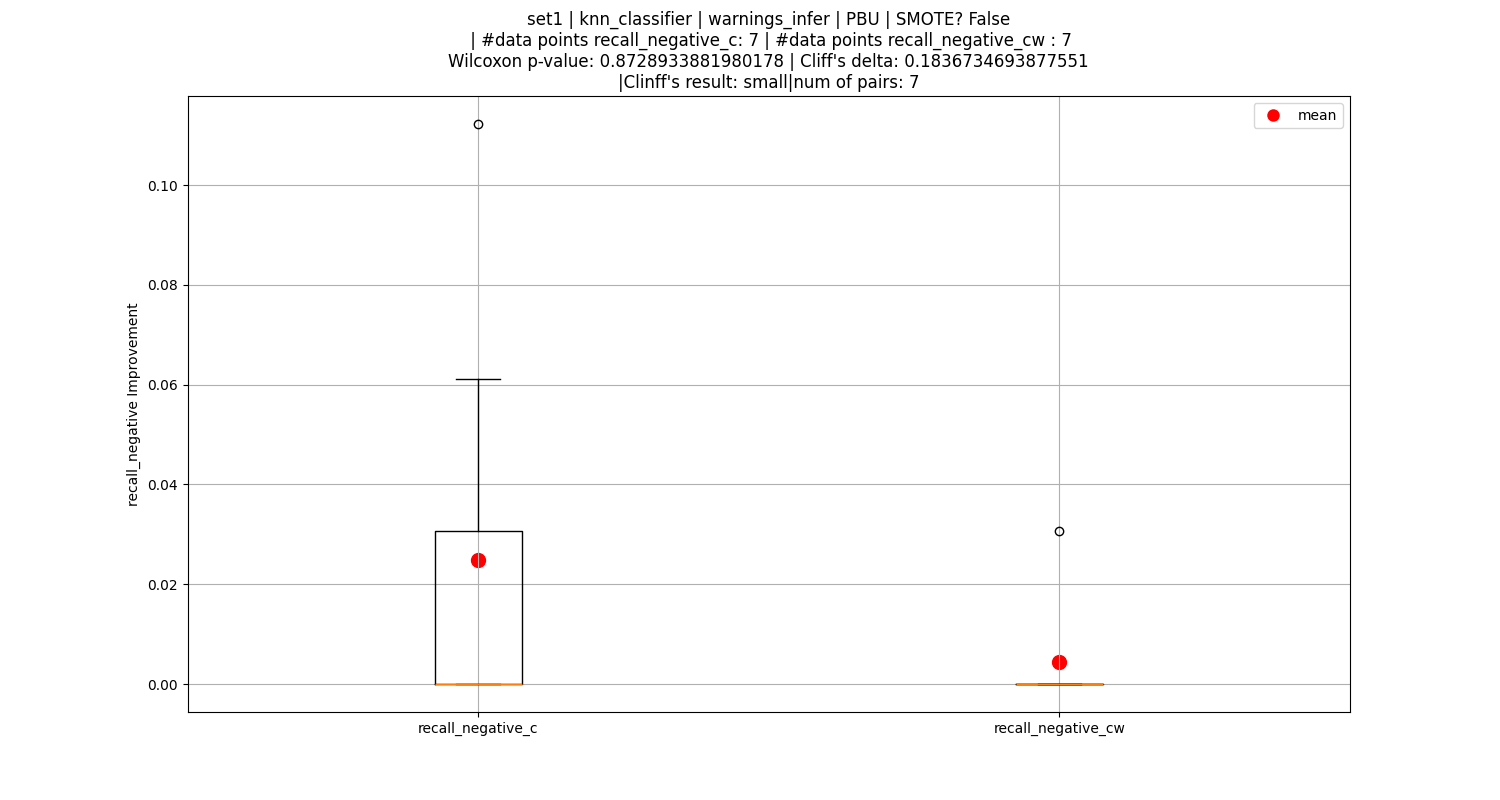 set1 | knn_classifier | warnings_infer | PBU | SMOTE? False
| #data points recall_negative_c: 7 | #data points recall_negative_cw : 7
Wilcoxon p-value: 0.8728933881980178 | Cliff's delta: 0.1836734693877551
|Clinff's result: small|num of pairs: 7
mean
0.10
0.08
0.06
0.04
0.02
0.00
recall_negative Improvement
recall_negative_c
recall_negative_cw